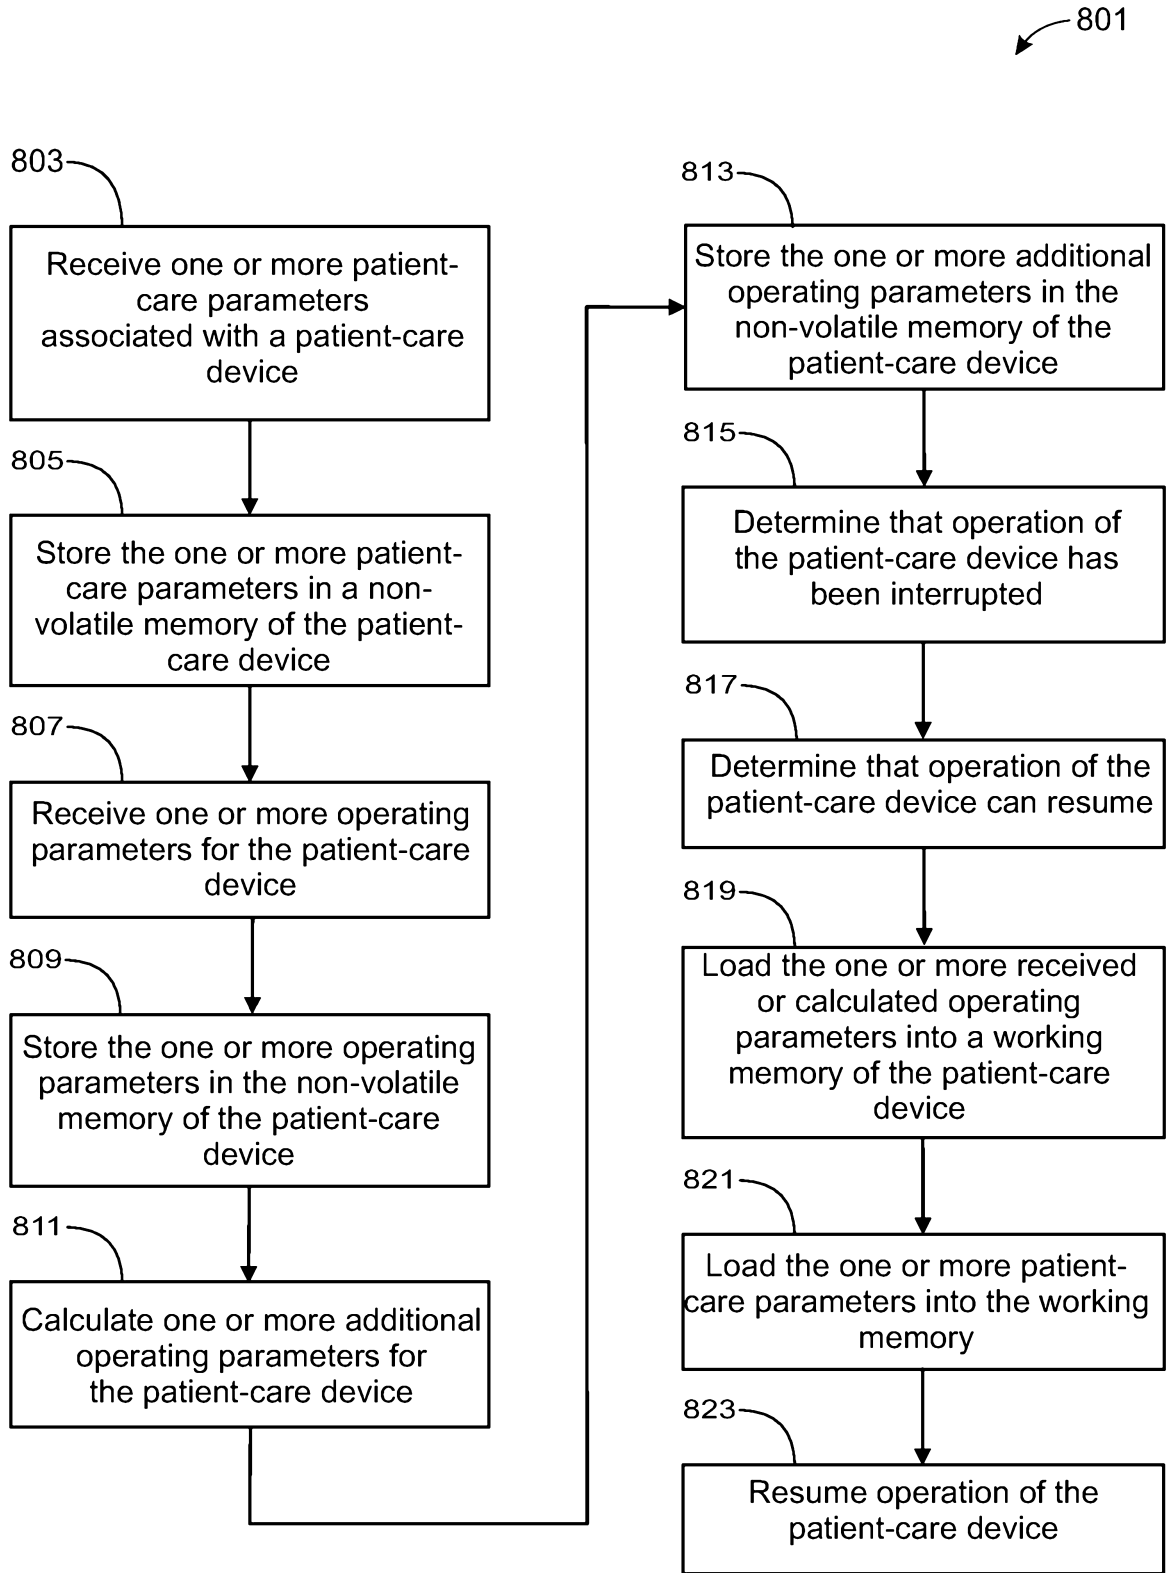 801
803
Receive one or more patient-
care parameters
associated with a patient-care
device
805
Store the one or more patient-
care parameters in a non-
volatile memory of the patient-
care device
807
Receive one or more operating
parameters for the patient-care
device
809
Store the one or more operating
parameters in the non-volatile
memory of the patient-care
device
811
Calculate one or more additional
operating parameters for
the patient-care device
813
Store the one or more additional
operating parameters in the
non-volatile memory of the
patient-care device
815
Determine that operation of
the patient-care device has
been interrupted
817
Determine that operation of the
patient-care device can resume
819
Load the one or more received
or calculated operating
parameters into a working
memory of the patient-care
device
821
Load the one or more patient-
care parameters into the working
memory
823
Resume operation of the
patient-care device